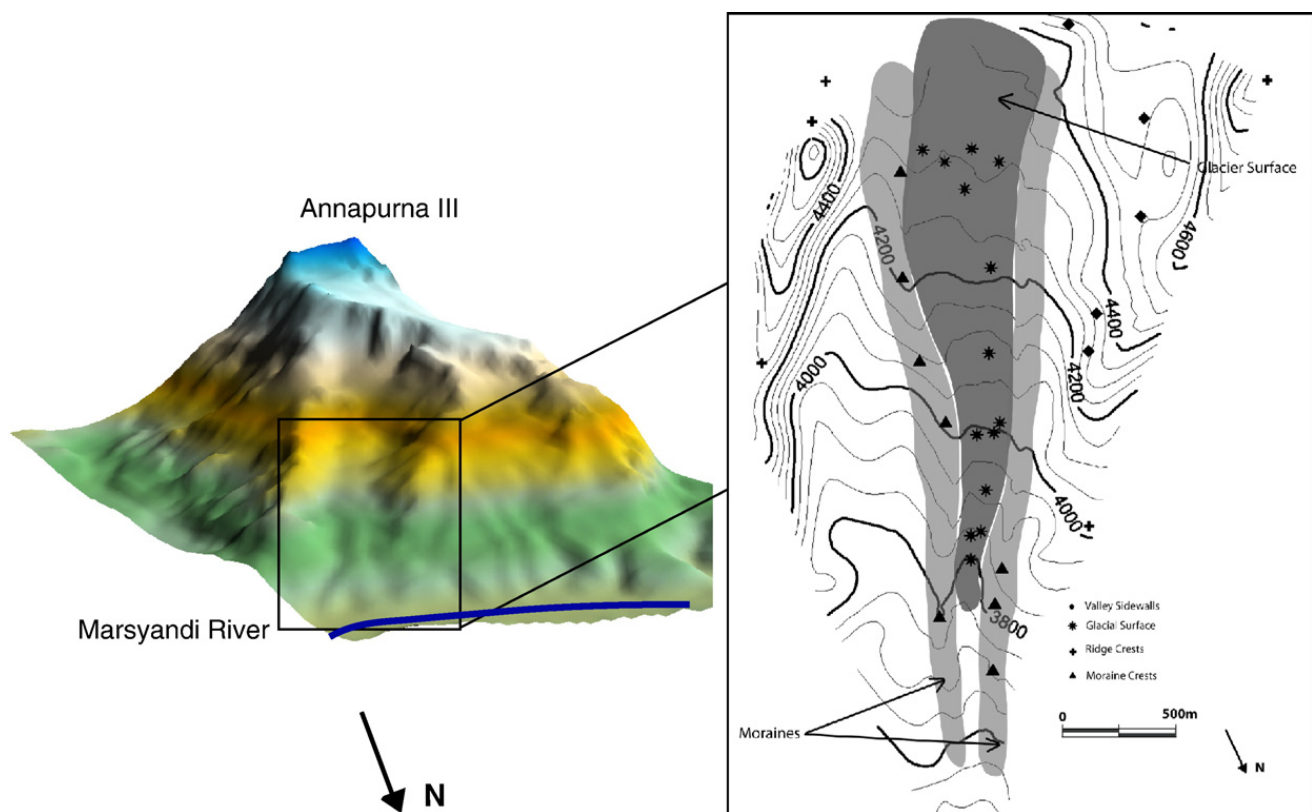 Annapurna III
Marsyandi River
N
Glacier Surface
4400
4200
4600
4400
4200
4000
4000
3800
Valley Sidewalls
Glacial Surface
Ridge Crests
Moraine Crests
Moraines
0 500m
N